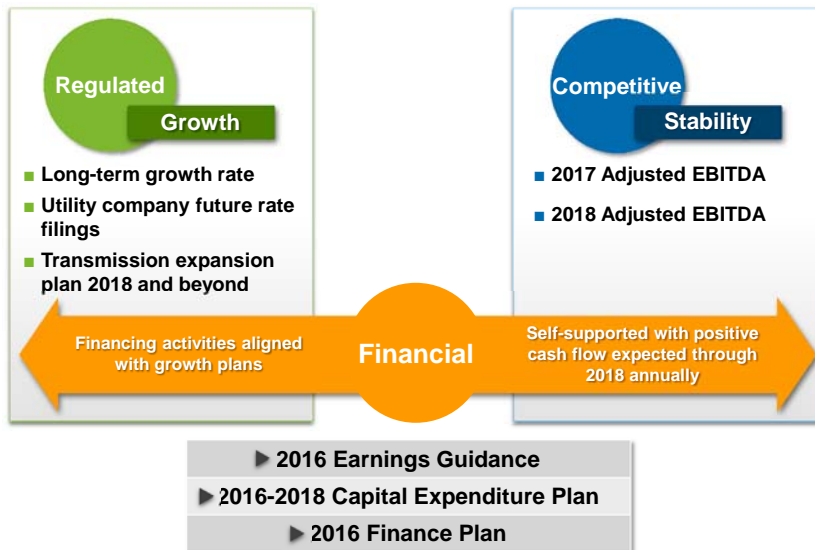 Regulated
Growth
Long-term growth rate
Utility company future rate
filings
Transmission expansion
plan 2018 and beyond
Competitive
Stability
2017 Adjusted EBITDA
2018 Adjusted EBITDA
Financing activities aligned
with growth plans
Financial
Self-supported with positive
cash flow expected through
2018 annually
2016 Earnings Guidance
2016-2018 Capital Expenditure Plan
2016 Finance Plan